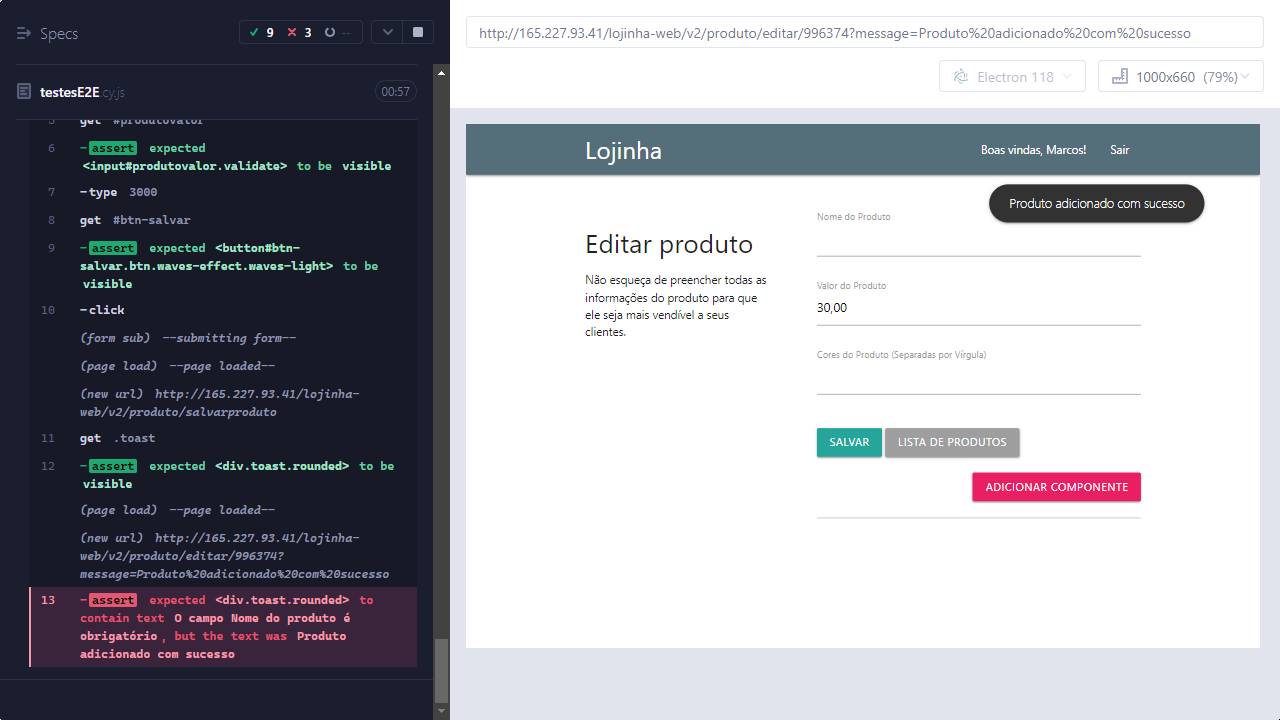 Specs
9
3
--
testesE2E.cy.js
00:57
5 get #produtovalor
6 -assert expected
<input#produtovalor.validate> to be visible
7 -type 3000
8 get #btn-salvar
9 -assert expected <button#btn-
salvar.btn.waves-effect.waves-light> to be
visible
10 -click
(form sub) --submitting form--
(page load) --page loaded--
(new url) http://165.227.93.41/lojinha-
web/v2/produto/salvarproduto
11 get .toast
12 -assert expected <div.toast.rounded> to be
visible
(page load) --page loaded--
(new url) http://165.227.93.41/lojinha-
web/v2/produto/editar/996374?
message=Produto%20adicionado%20com%20sucesso
13 -assert expected <div.toast.rounded> to
contain text O campo Nome do produto é
obrigatório, but the text was Produto
adicionado com sucesso
http://165.227.93.41/lojinha-web/v2/produto/editar/996374?message=Produto%20adicionado%20com%20sucesso
Electron 118
1000x660 (79%)
Lojinha
Boas vindas, Marcos!
Sair
Produto adicionado com sucesso
Editar produto
Não esqueça de preencher todas as
informações do produto para que
ele seja mais vendível a seus
clientes.
Nome do Produto
Valor do Produto
30,00
Cores do Produto (Separadas por Vírgula)
SALVAR
LISTA DE PRODUTOS
ADICIONAR COMPONENTE